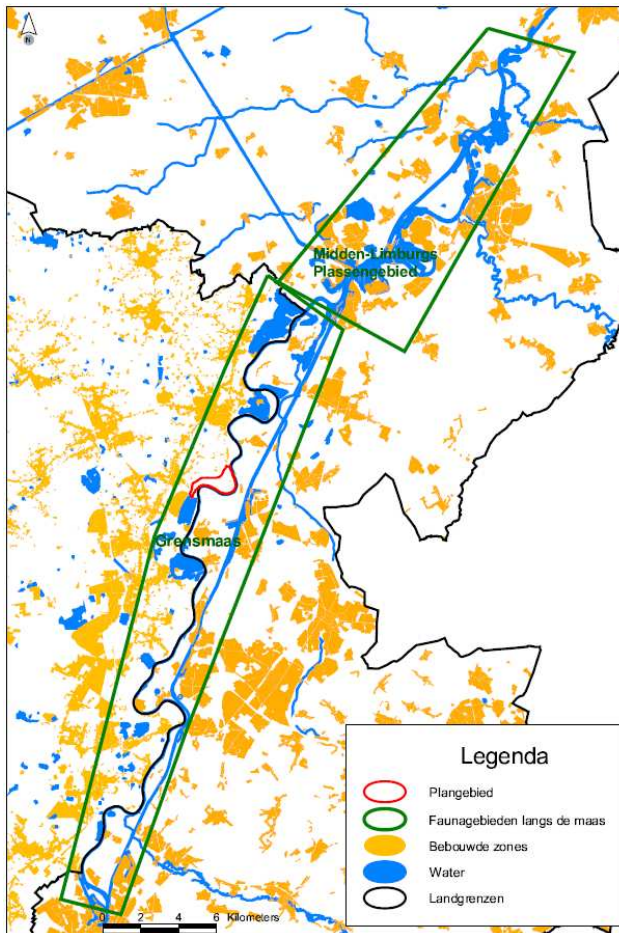 N
Midden-Limburgs
Plassengebied
Grensmaas
Legenda
Plangebied
Faunagebieden langs de maas
Bebouwde zones
Water
Landgrenzen
0 2 4 6 Kilometers